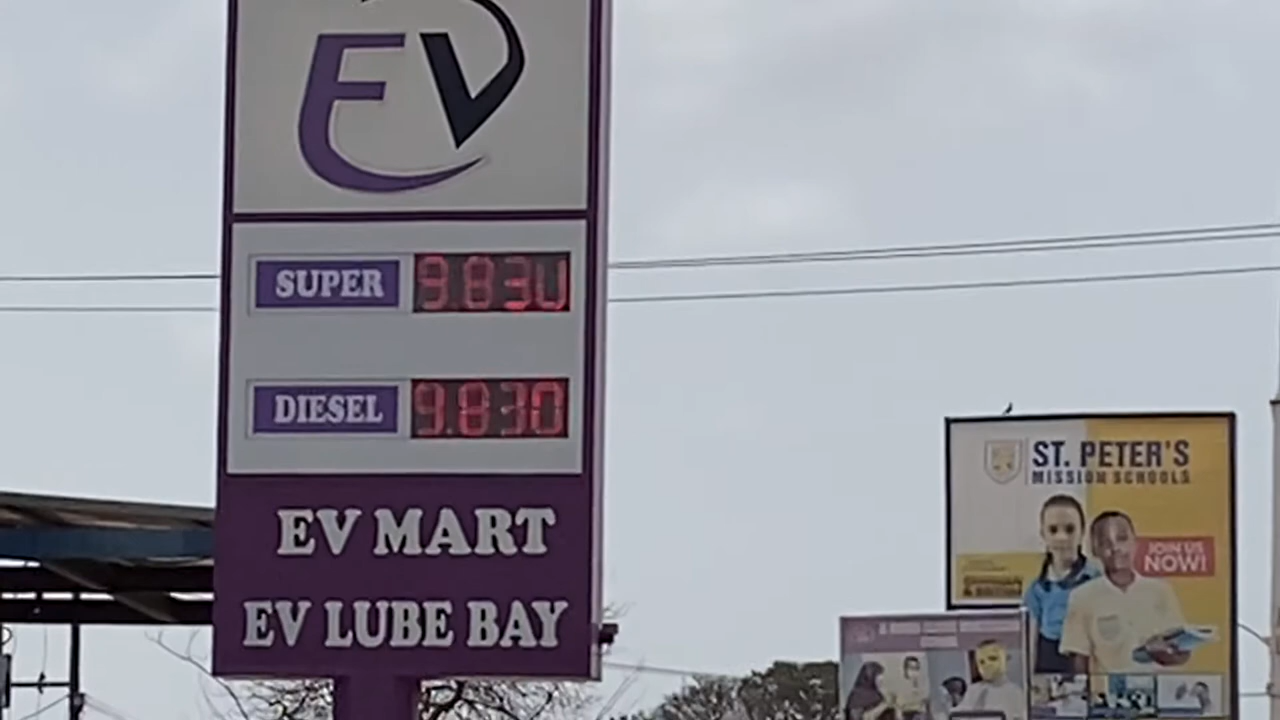 EV
SUPER 9.830
DIESEL 9.830
EV MART
EV LUBE BAY
ST. PETER'S
MISSION SCHOOLS
JOIN US
NOW!